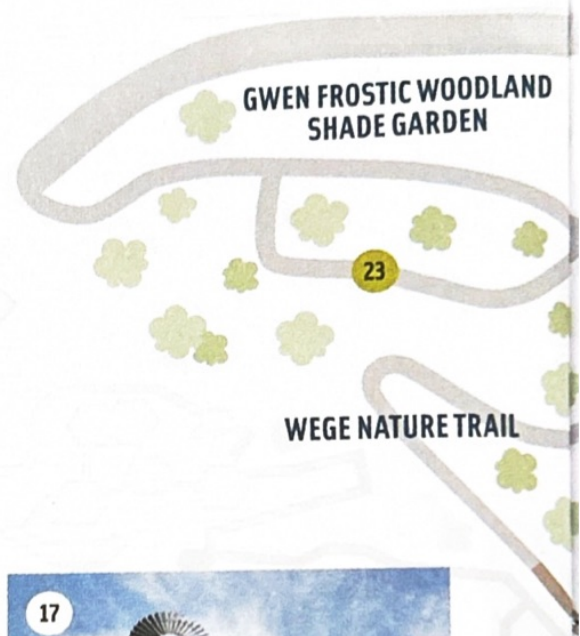 GWEN FROSTIC WOODLAND
SHADE GARDEN
23
WEGE NATURE TRAIL
17